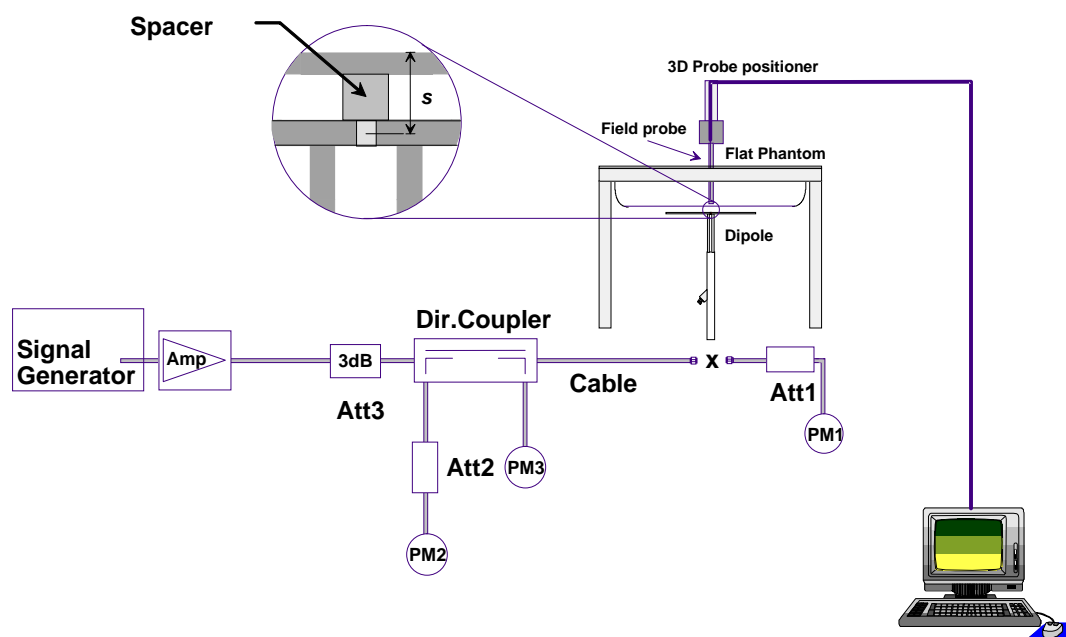 Spacer
s
3D Probe positioner
Field probe
Flat Phantom
Dipole
Dir.Coupler
Signal
Generator
Amp
3dB
Att3
Cable
x
Att1
PM1
Att2
PM3
PM2